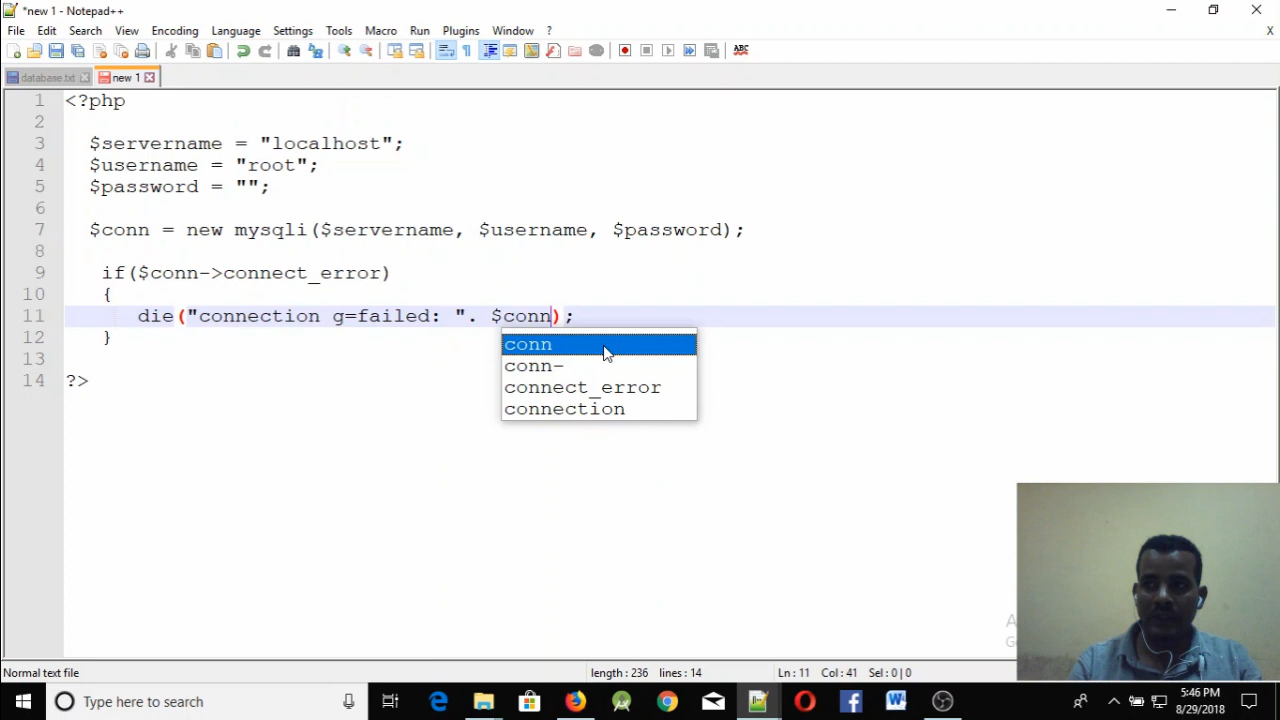 *new 1 - Notepad++
File Edit Search View Encoding Language Settings Tools Macro Run Plugins Window ? X
ABC
database.txt new 1
1 <?php
2
3 $servername = "localhost";
4 $username = "root";
5 $password = "";
6
7 $conn = new mysqli($servername, $username, $password);
8
9 if($conn->connect_error)
10 {
11 die("connection g=failed: ". $conn);
12 }
13
14 ?>
conn
conn-
connect_error
connection
Normal text file length : 236 lines : 14 Ln : 11 Col : 41 Sel : 0 | 0
Type here to search
5:46 PM
8/29/2018